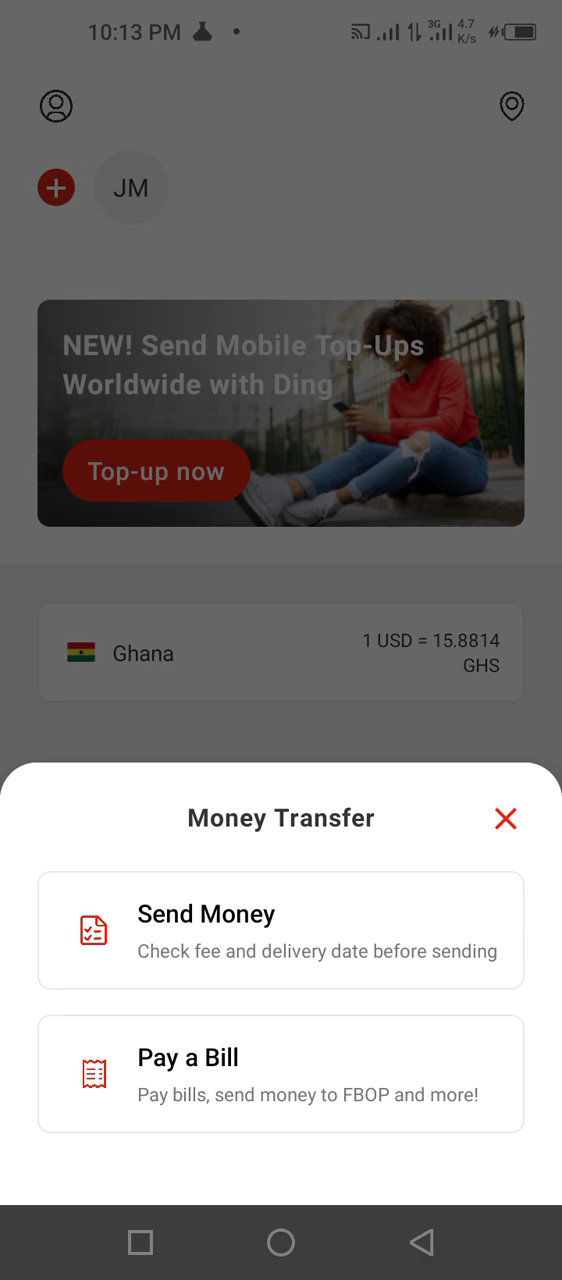 10:13 PM
3G
4.7
K/s
JM
NEW! Send Mobile Top-Ups
Worldwide with Ding
Top-up now
Ghana
1 USD = 15.8814
GHS
Money Transfer
Send Money
Check fee and delivery date before sending
Pay a Bill
Pay bills, send money to FBOP and more!